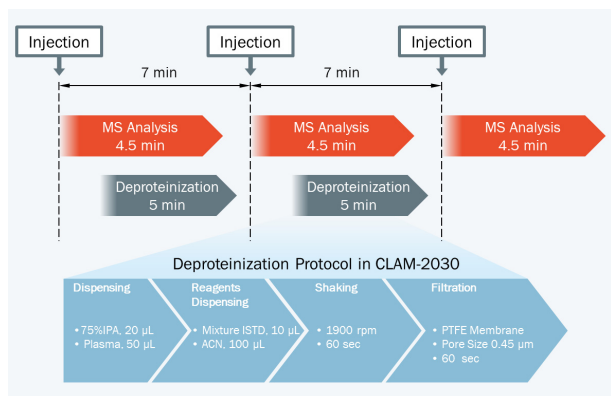 Injection
Injection
Injection
7 min
7 min
MS Analysis
4.5 min
MS Analysis
4.5 min
MS Analysis
4.5 min
Deproteinization
5 min
Deproteinization
5 min
Deproteinization Protocol in CLAM-2030
Dispensing
•75%IPA, 20 µL
• Plasma, 50 µL
Reagents
Dispensing
• Mixture ISTD, 10 µL
• ACN, 100 µL
Shaking
• 1900 rpm
• 60 sec
Filtration
• PTFE Membrane
• Pore Size 0.45 µm
• 60 sec